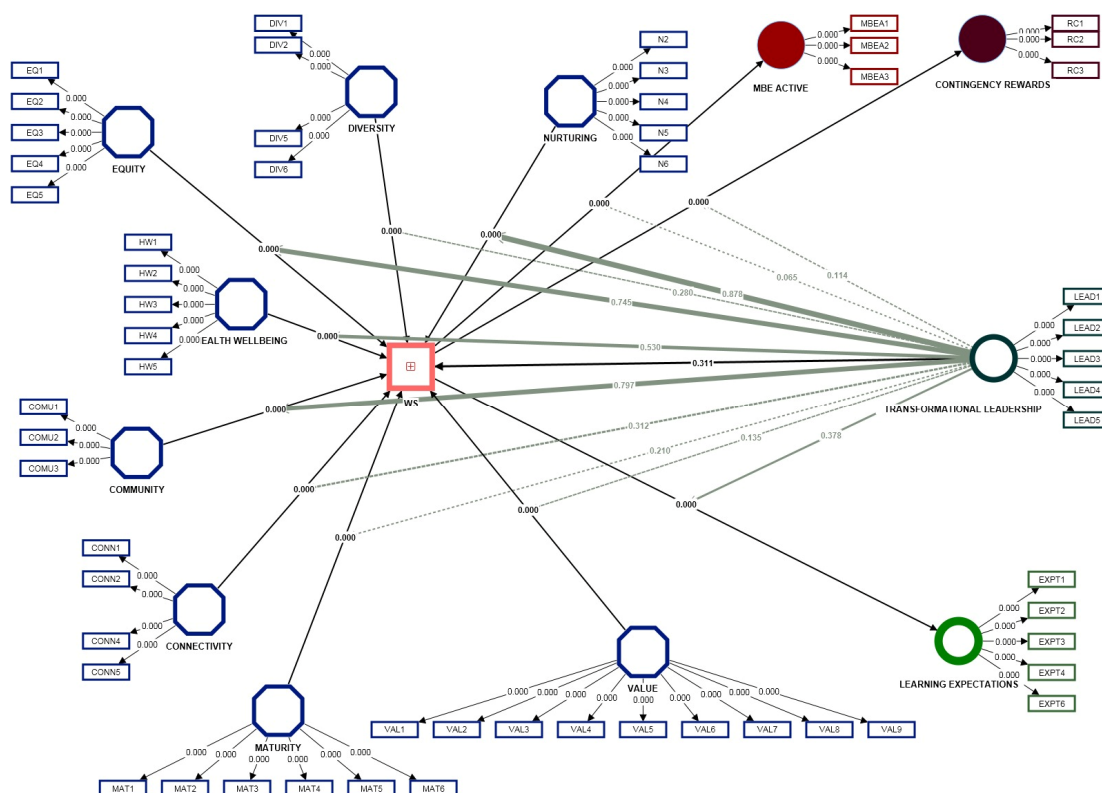 DIV1
DIV2
DIV5
DIV6
0.000
0.000
0.000
0.000
DIVERSITY
N2
N3
N4
N5
N6
0.000
0.000
0.000
0.000
0.000
NURTURING
MBEA1
MBEA2
MBEA3
0.000
0.000
0.000
MBE ACTIVE
RC1
RC2
RC3
0.000
0.000
0.000
CONTINGENCY REWARDS
EQ1
EQ2
EQ3
EQ4
EQ5
0.000
0.000
0.000
0.000
0.000
EQUITY
HW1
HW2
HW3
HW4
HW5
0.000
0.000
0.000
0.000
0.000
EALTH WELLBEING
0.000
0.000
0.000
0.000
0.000
0.065
0.114
0.280
0.878
0.745
0.000
0.530
0.311
WS
0.000
0.797
0.312
0.210
0.135
0.378
0.000
0.000
0.000
0.000
LEAD1
LEAD2
LEAD3
LEAD4
LEAD5
0.000
0.000
0.000
0.000
0.000
TRANSFORMATIONAL LEADERSHIP
COMU1
COMU2
COMU3
0.000
0.000
0.000
COMMUNITY
CONN1
CONN2
CONN4
CONN5
0.000
0.000
0.000
0.000
CONNECTIVITY
EXPT1
EXPT2
EXPT3
EXPT4
EXPT6
0.000
0.000
0.000
0.000
0.000
LEARNING EXPECTATIONS
VALUE
0.000
0.000
0.000
0.000
0.000
0.000
0.000
0.000
0.000
VAL1
VAL2
VAL3
VAL4
VAL5
VAL6
VAL7
VAL8
VAL9
MATURITY
0.000
0.000
0.000
0.000
0.000
0.000
MAT1
MAT2
MAT3
MAT4
MAT5
MAT6